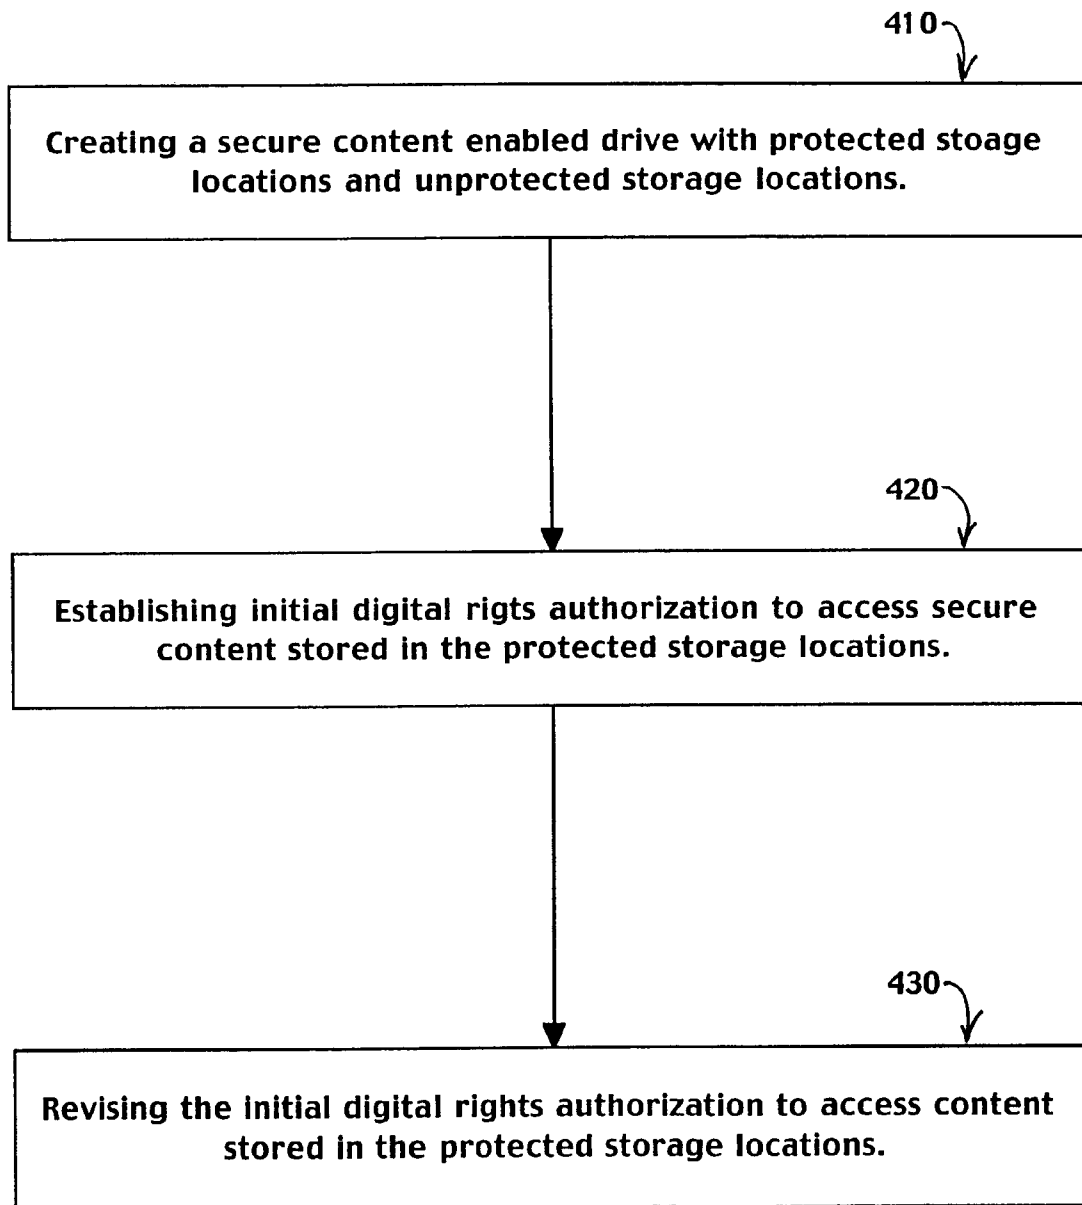 410
Creating a secure content enabled drive with protected stoage
locations and unprotected storage locations.
420
Establishing initial digital rigts authorization to access secure
content stored in the protected storage locations.
430
Revising the initial digital rights authorization to access content
stored in the protected storage locations.